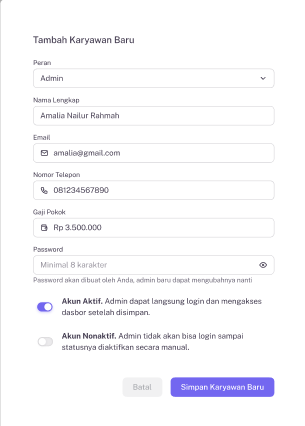 Tambah Karyawan Baru
Peran
Admin
Nama Lengkap
Amalia Nailur Rahmah
Email
amalia@gmail.com
Nomor Telepon
081234567890
Gaji Pokok
Rp 3.500.000
Password
Minimal 8 karakter
Password akan dibuat oleh Anda, admin baru dapat mengubahnya nanti
Akun Aktif. Admin dapat langsung login dan mengakses
dasbor setelah disimpan.
Akun Nonaktif. Admin tidak akan bisa login sampai
statusnya diaktifkan secara manual.
Batal
Simpan Karyawan Baru